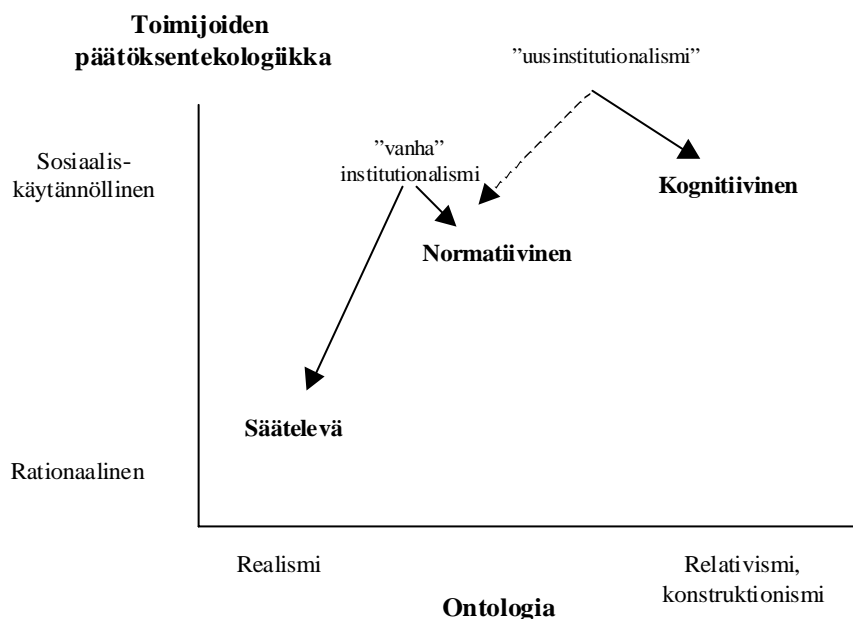 Toimijoiden
päätöksentekologiikka
”uusinstitutionalismi”
”vanha”
institutionalismi
Sosiaalis-
käytännöllinen
Kognitiivinen
Normatiivinen
Säätelevä
Rationaalinen
Realismi
Relativismi,
konstruktionismi
Ontologia